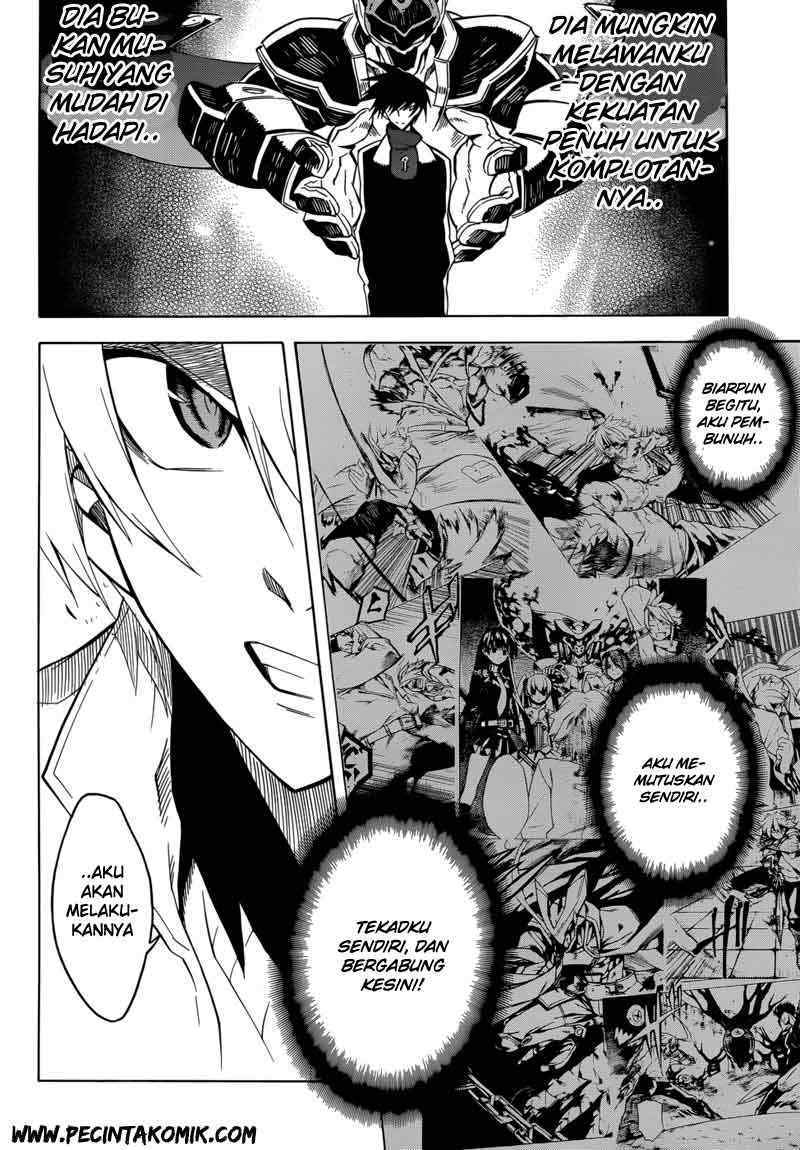 DIA BU-
KAN MU-
SUH YANG
MUDAH DI
HADAPI..
DIA MUNGKIN
MELAWANKU
DENGAN
KEKUATAN
PENUH UNTUK
KOMPLOTAN-
NYA..
BIARPUN
BEGITU,
AKU PEM-
BUNUH..
AKU ME-
MUTUSKAN
SENDIRI..
TEKADKU
SENDIRI, DAN
BERGABUNG
KESINI!
..AKU
AKAN
MELAKU-
KANNYA
WWW.PECINTAKOMIK.COM